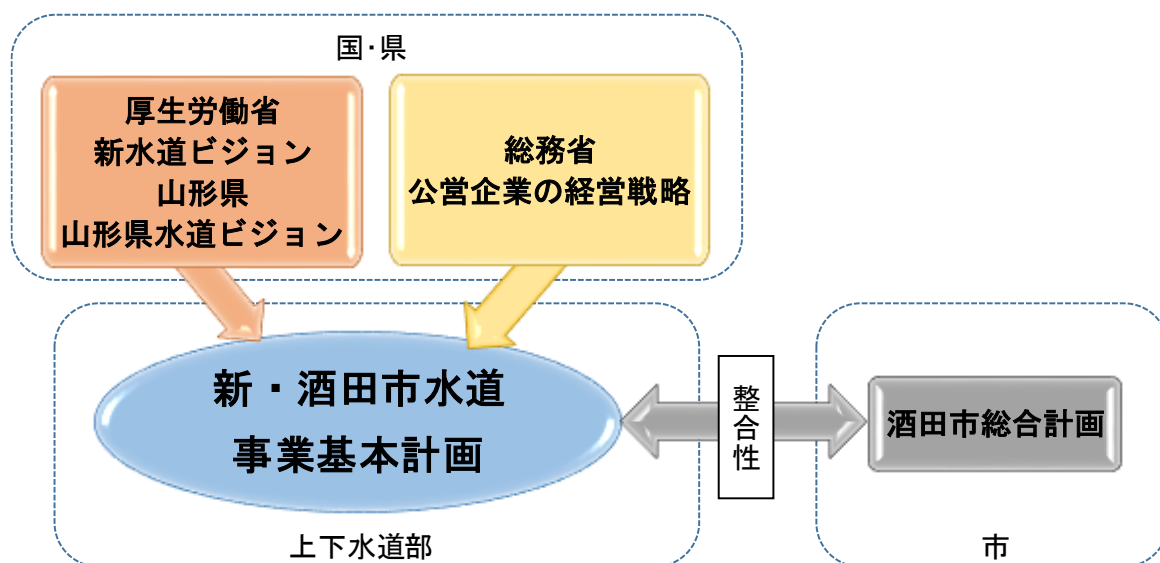 国・県
厚生労働省
新水道ビジョン
山形県
山形県水道ビジョン
総務省
公営企業の経営戦略
新・酒田市水道
事業基本計画
整合性
酒田市総合計画
上下水道部
市